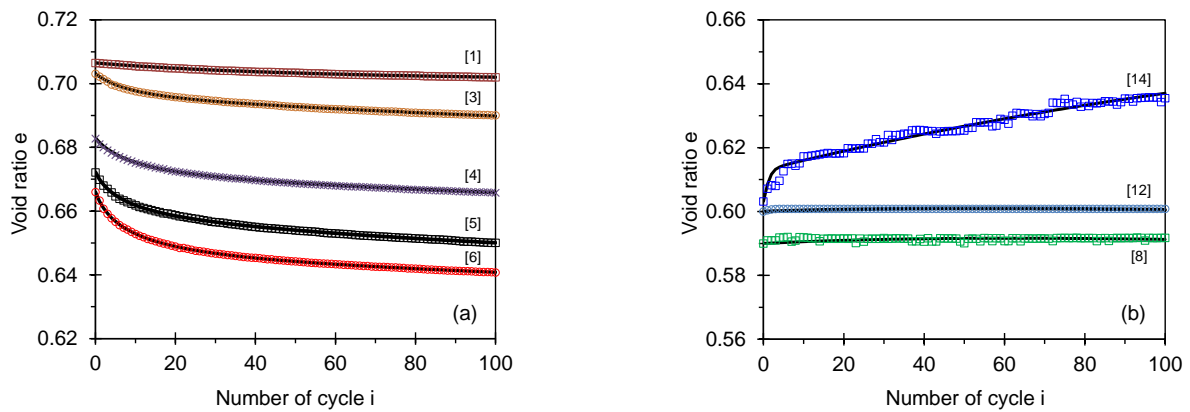 0.72
0.70
0.68
0.66
0.64
0.62
Void ratio e
[1]
[3]
[4]
[5]
[6]
(a)
0 20 40 60 80 100
Number of cycle i
0.66
0.64
0.62
0.60
0.58
0.56
Void ratio e
[14]
[12]
[8]
(b)
0 20 40 60 80 100
Number of cycle i